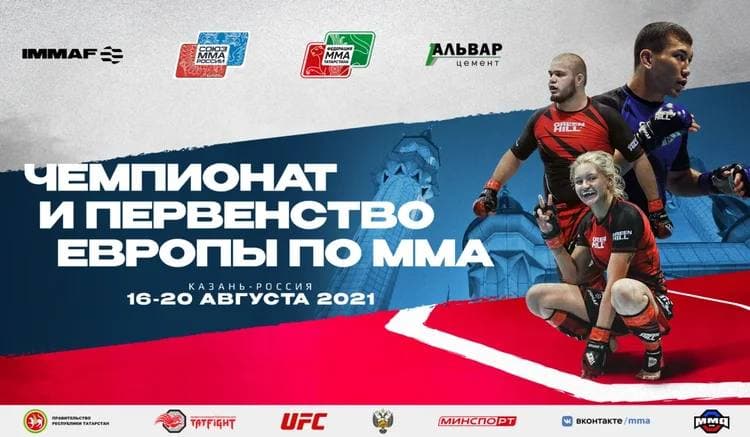 IMMAF
СОЮЗ
ММА
РОССИИ
ФЕДЕРАЦИЯ
ММА
ТАТАРСТАНА
АЛЬВАР
цемент
GREEN
HILL
GREEN
HILL
ЧЕМПИОНАТ
И ПЕРВЕНСТВО
ЕВРОПЫ ПО ММА
КАЗАНЬ-РОССИЯ
16-20 АВГУСТА 2021
ПРАВИТЕЛЬСТВО
РЕСПУБЛИКИ ТАТАРСТАН
TATFIGHT
UFC
МИНСПОРТ
вконтакте/mma
ММА